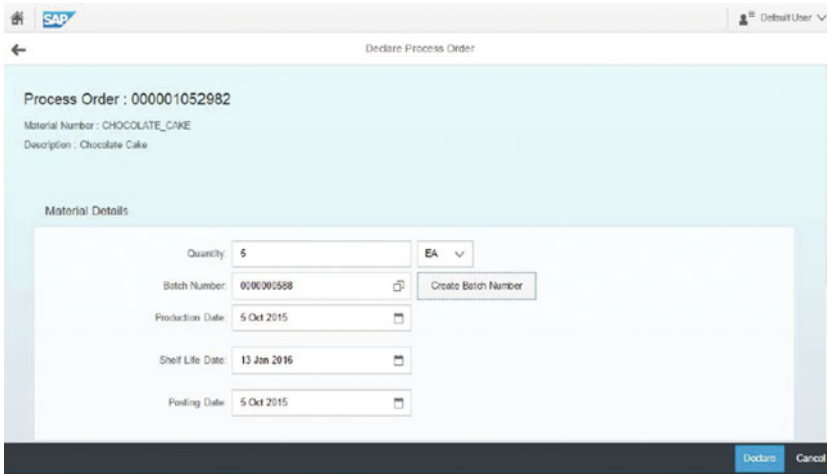 SAP
Default User
Declare Process Order
Process Order : 000001052982
Material Number : CHOCOLATE_CAKE
Description : Chocolate Cake
Material Details
Quantity: 5 EA
Batch Number: 0000000588 Create Batch Number
Production Date: 5 Oct 2015
Shelf Life Date: 13 Jan 2016
Posting Date: 5 Oct 2015
Declare Cancel